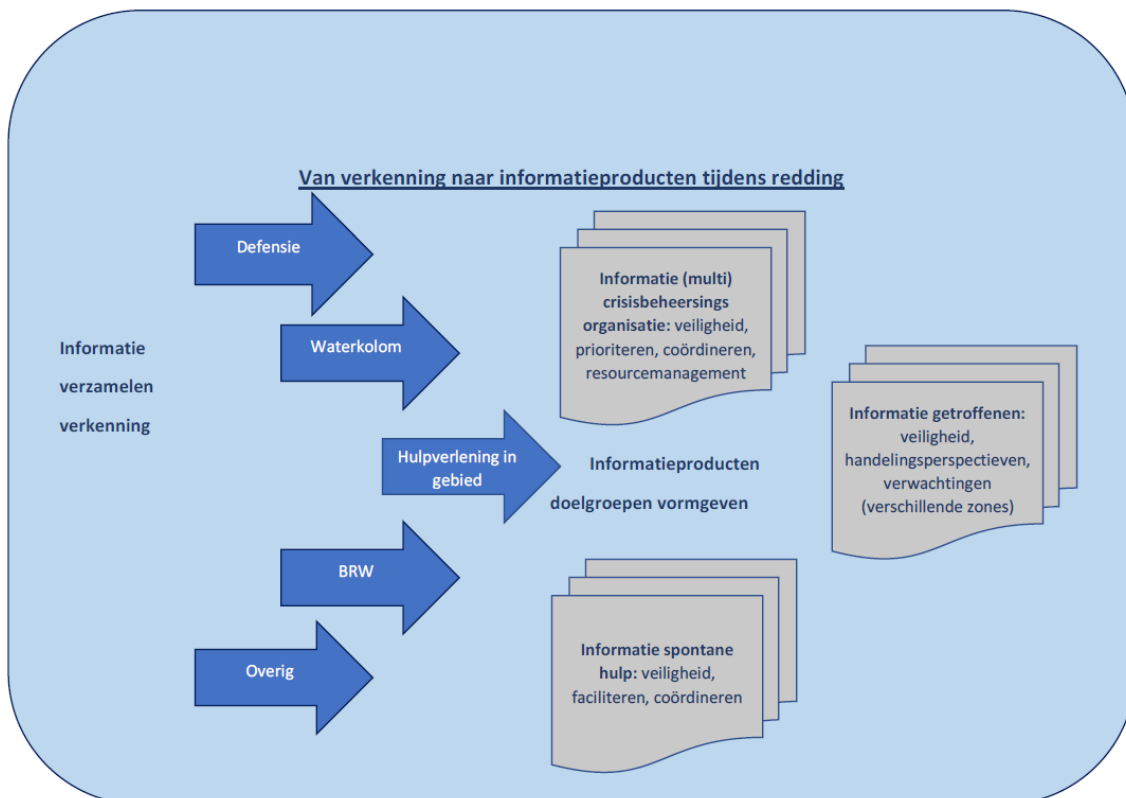 Van verkenning naar informatieproducten tijdens redding
Defensie
Waterkolom
Informatie
verzamelen
verkenning
Hulpverlening in
gebied
BRW
Overig
Informatie (multi)
crisisbeheersings
organisatie: veiligheid,
prioriteren, coördineren,
resourcemanagement
Informatieproducten
doelgroepen vormgeven
Informatie getroffenen:
veiligheid,
handelingsperspectieven,
verwachtingen
(verschillende zones)
Informatie spontane
hulp: veiligheid,
faciliteren, coördineren